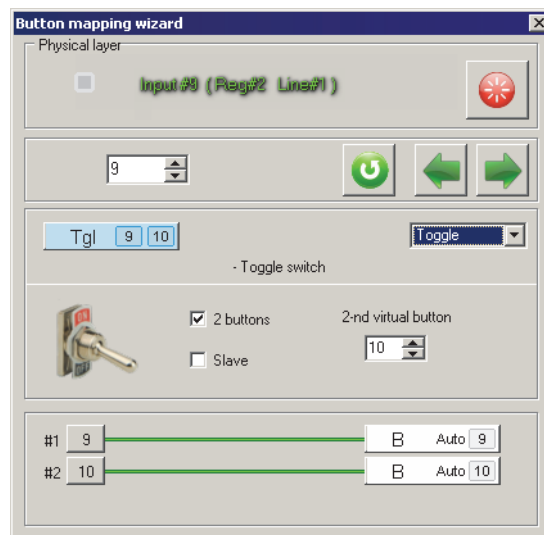 Button mapping wizard
Physical layer
Input #9 ( Reg#2 Line#1 )
9
Tgl 9 10
Toggle
- Toggle switch
2 buttons
2-nd virtual button
10
Slave
#1 9 B Auto 9
#2 10 B Auto 10